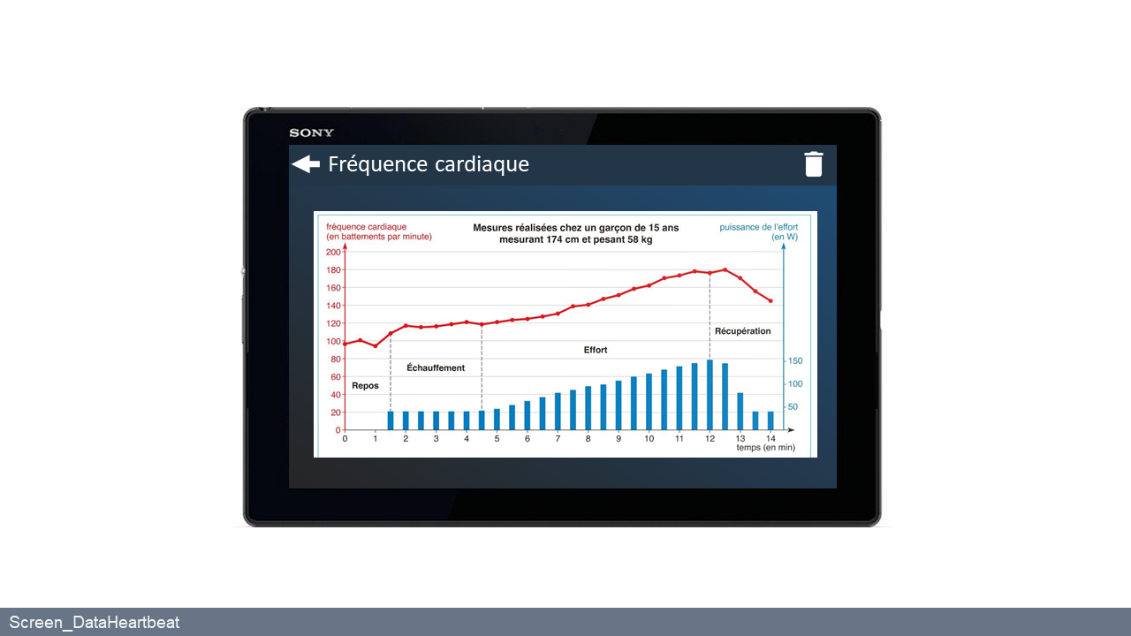 SONY
Fréquence cardiaque
fréquence cardiaque
(en battements par minute)
Mesures réalisées chez un garçon de 15 ans
mesurant 174 cm et pesant 58 kg
puissance de l'effort
(en W)
200
180
160
140
120
100
80
60
40
20
0
Repos
Échauffement
Effort
Récupération
150
100
50
0 1 2 3 4 5 6 7 8 9 10 11 12 13 14
temps (en min)
Screen_DataHeartbeat